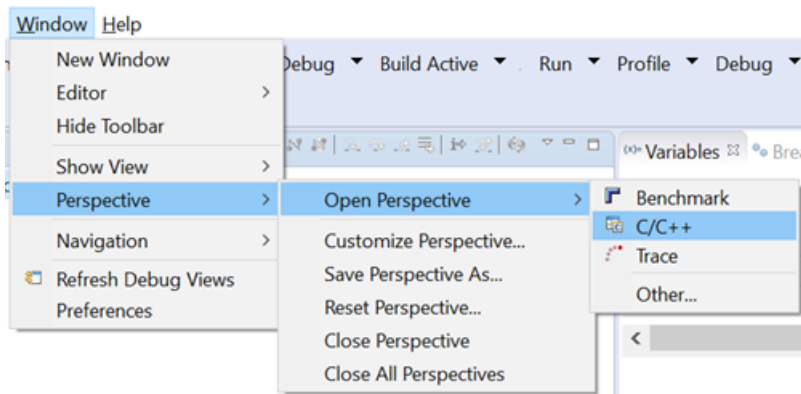 Window Help
New Window
Editor
Hide Toolbar
Show View
Perspective
Navigation
Refresh Debug Views
Preferences
Debug Build Active Run Profile Debug
Variables
Open Perspective
Customize Perspective...
Save Perspective As...
Reset Perspective...
Close Perspective
Close All Perspectives
Benchmark
C/C++
Trace
Other...